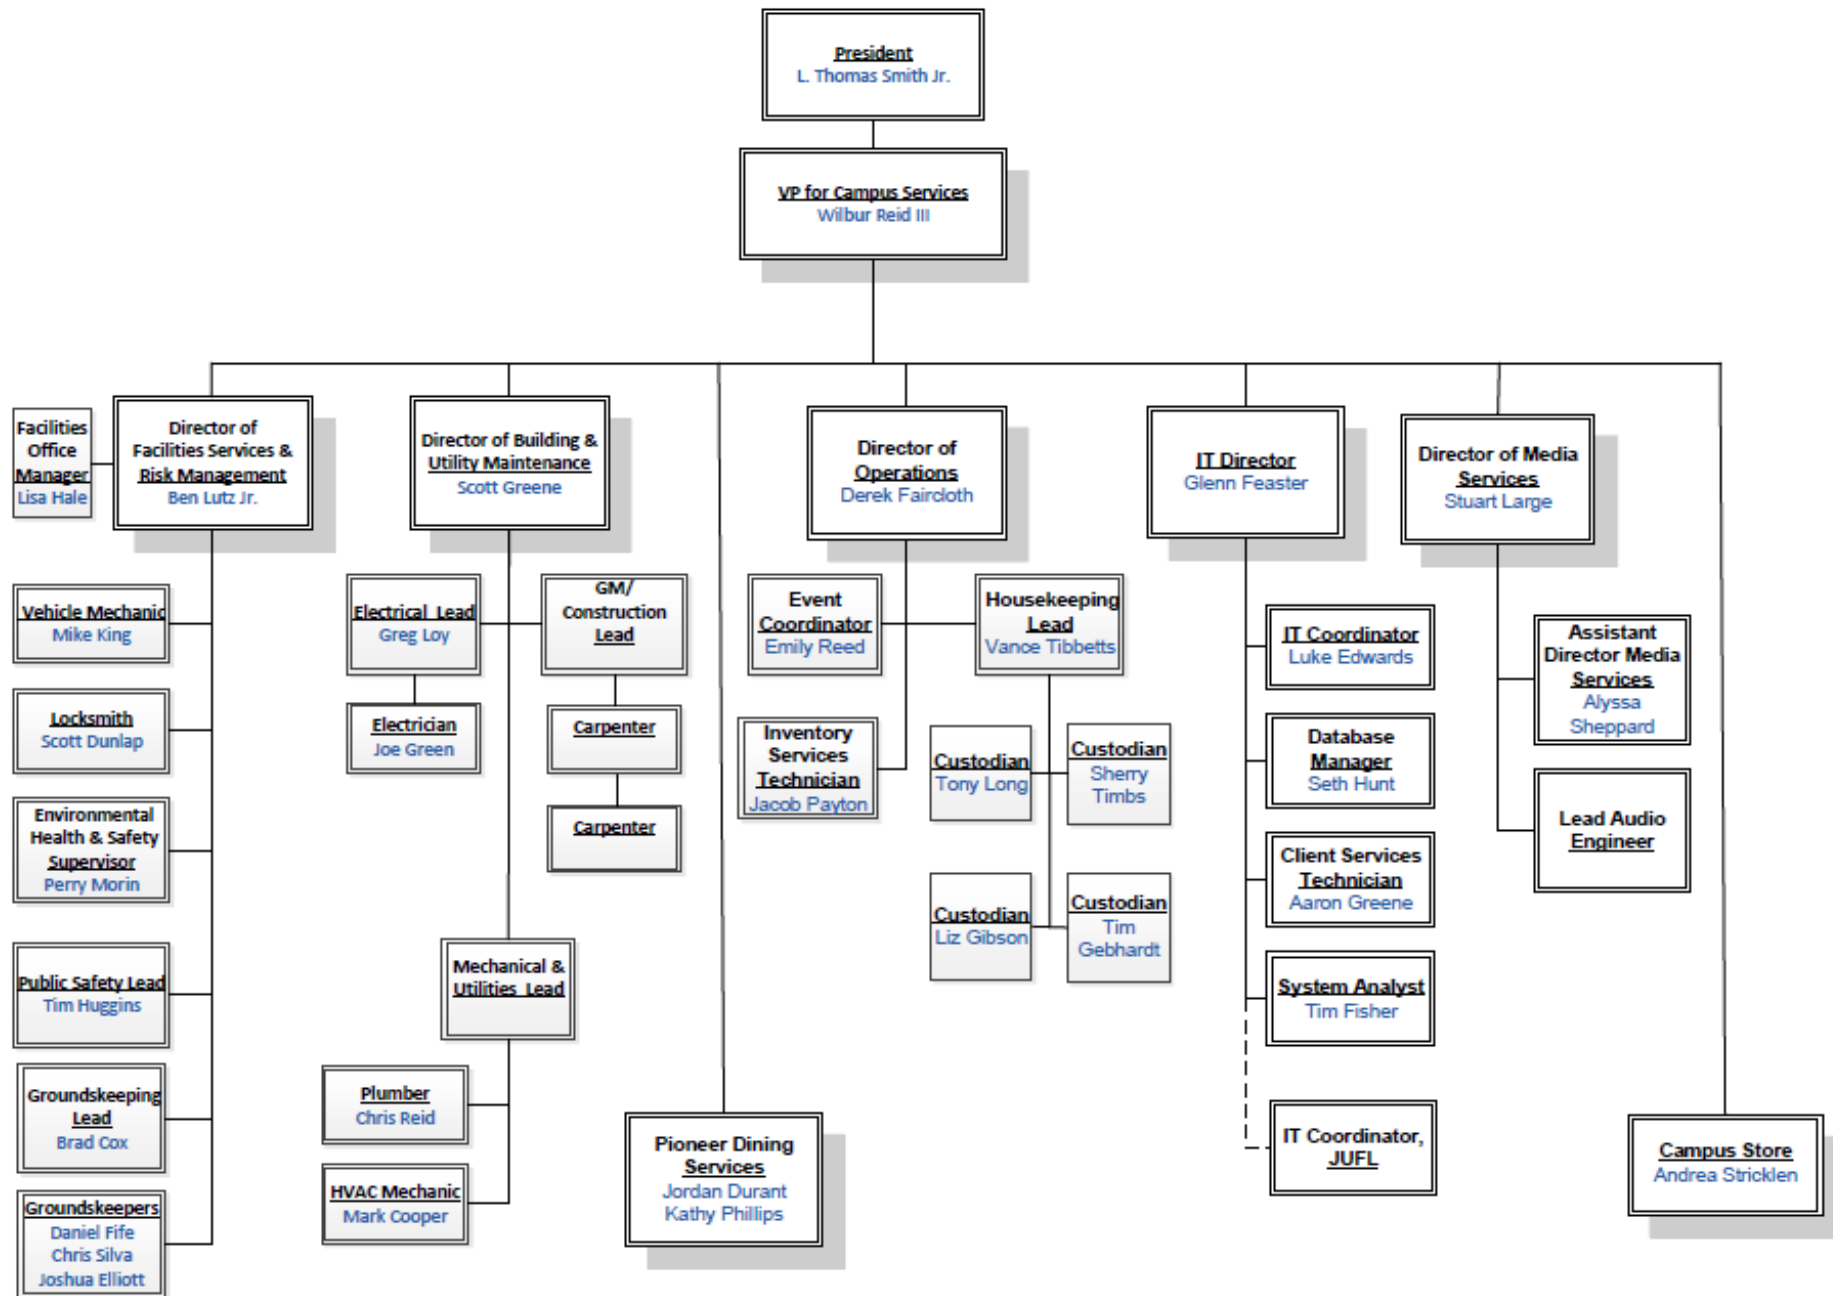 President
L. Thomas Smith Jr.
VP for Campus Services
Wilbur Reid III
Facilities
Office
Manager
Lisa Hale
Director of
Facilities Services &
Risk Management
Ben Lutz Jr.
Director of Building &
Utility Maintenance
Scott Greene
Director of
Operations
Derek Faircloth
IT Director
Glenn Feaster
Director of Media
Services
Stuart Large
Vehicle Mechanic
Mike King
Locksmith
Scott Dunlap
Environmental
Health & Safety
Supervisor
Perry Morin
Public Safety Lead
Tim Huggins
Groundskeeping
Lead
Brad Cox
Groundskeepers
Daniel Fife
Chris Silva
Joshua Elliott
Electrical Lead
Greg Loy
Electrician
Joe Green
GM/
Construction
Lead
Carpenter
Carpenter
Mechanical &
Utilities Lead
Plumber
Chris Reid
HVAC Mechanic
Mark Cooper
Pioneer Dining
Services
Jordan Durant
Kathy Phillips
Event
Coordinator
Emily Reed
Inventory
Services
Technician
Jacob Payton
Housekeeping
Lead
Vance Tibbetts
Custodian
Tony Long
Custodian
Sherry
Timbs
Custodian
Liz Gibson
Custodian
Tim
Gebhardt
IT Coordinator
Luke Edwards
Database
Manager
Seth Hunt
Client Services
Technician
Aaron Greene
System Analyst
Tim Fisher
IT Coordinator,
JUFL
Assistant
Director Media
Services
Alyssa
Sheppard
Lead Audio
Engineer
Campus Store
Andrea Stricklen